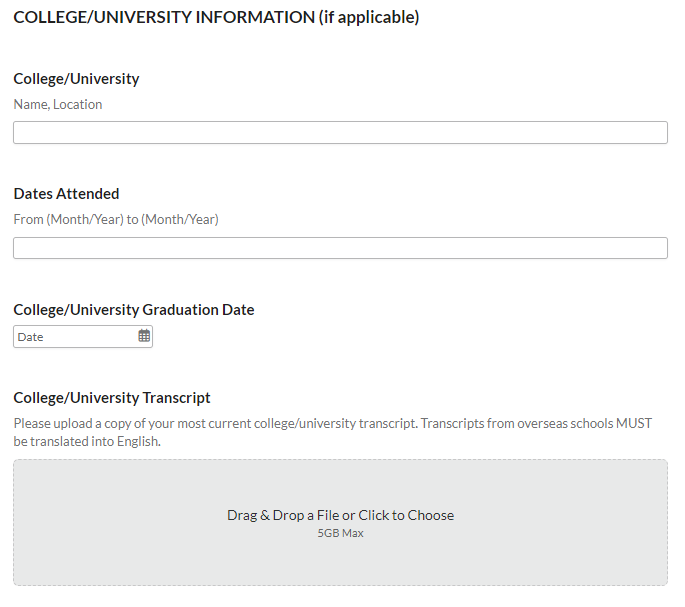 COLLEGE/UNIVERSITY INFORMATION (if applicable)
College/University
Name, Location
Dates Attended
From (Month/Year) to (Month/Year)
College/University Graduation Date
Date
College/University Transcript
Please upload a copy of your most current college/university transcript. Transcripts from overseas schools MUST
be translated into English.
Drag & Drop a File or Click to Choose
5GB Max